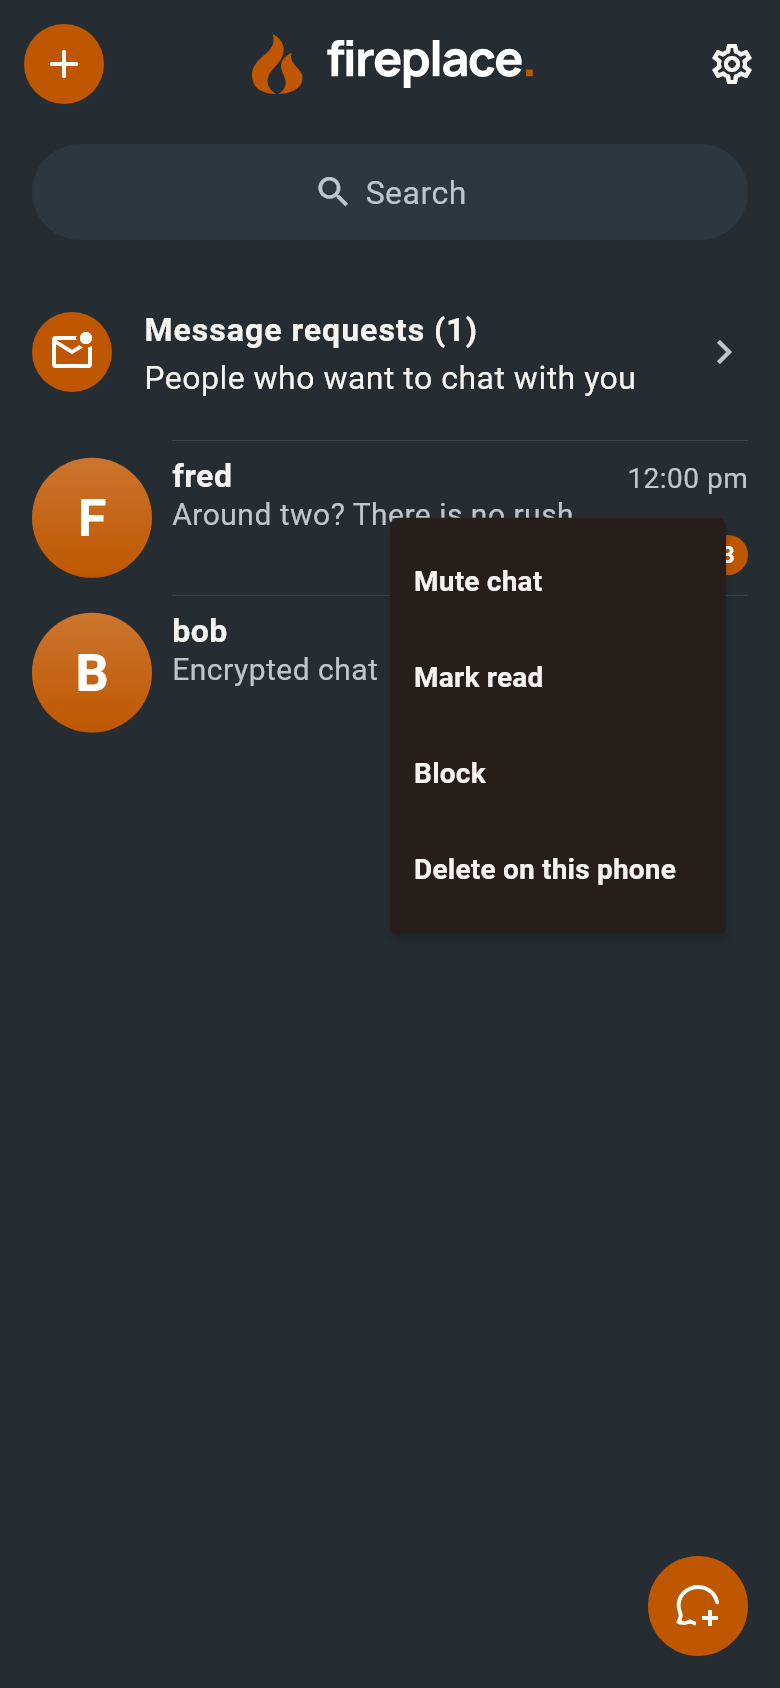 fireplace.
Search
Message requests (1)
People who want to chat with you
F
fred
12:00 pm
Around two? There is no rush
3
B
bob
Encrypted chat
Mute chat
Mark read
Block
Delete on this phone